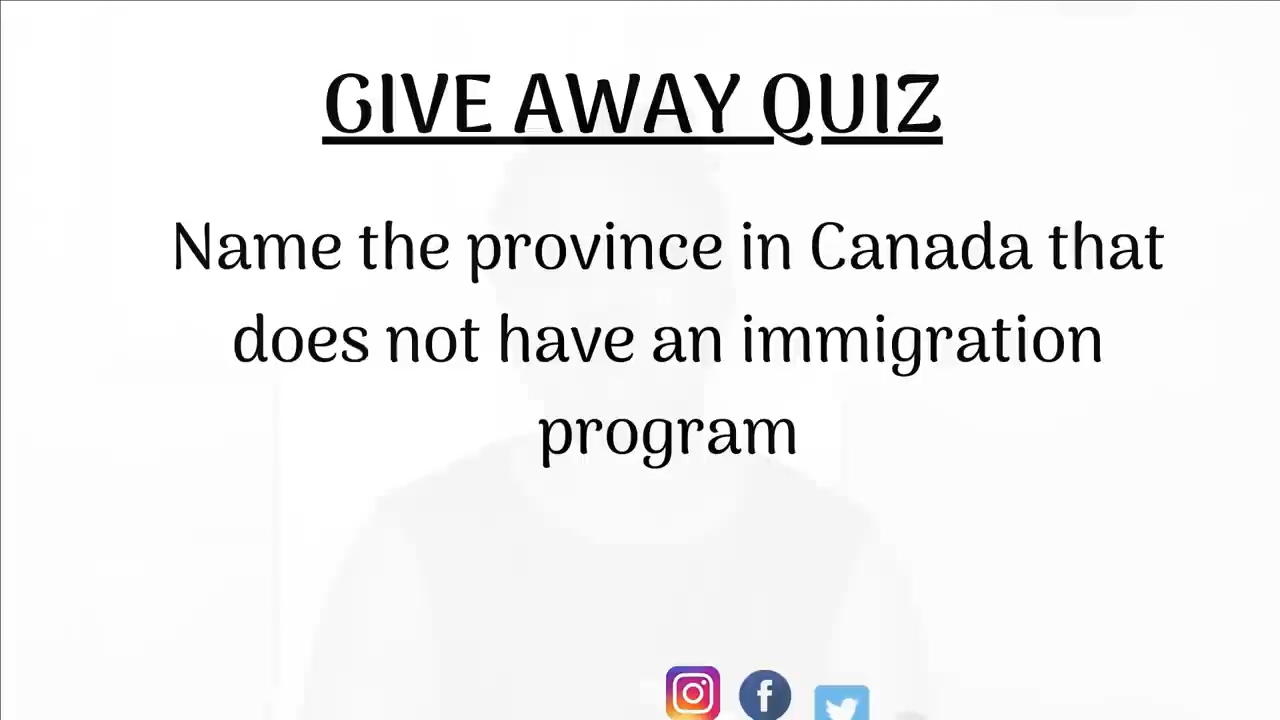 GIVE AWAY QUIZ
Name the province in Canada that
does not have an immigration
program